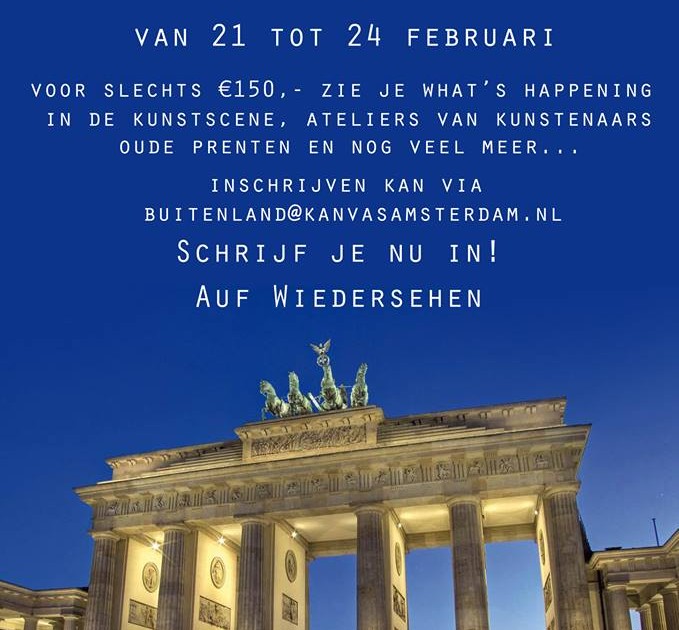 VAN 21 TOT 24 FEBRUARI
VOOR SLECHTS €150,- ZIE JE WHAT'S HAPPENING
IN DE KUNSTSCENE, ATELIERS VAN KUNSTENAARS
OUDE PRENTEN EN NOG VEEL MEER...
INSCHRIJVEN KAN VIA
BUITENLAND@KANVASAMSTERDAM.NL
SCHRIJF JE NU IN!
AUF WIEDERSEHEN